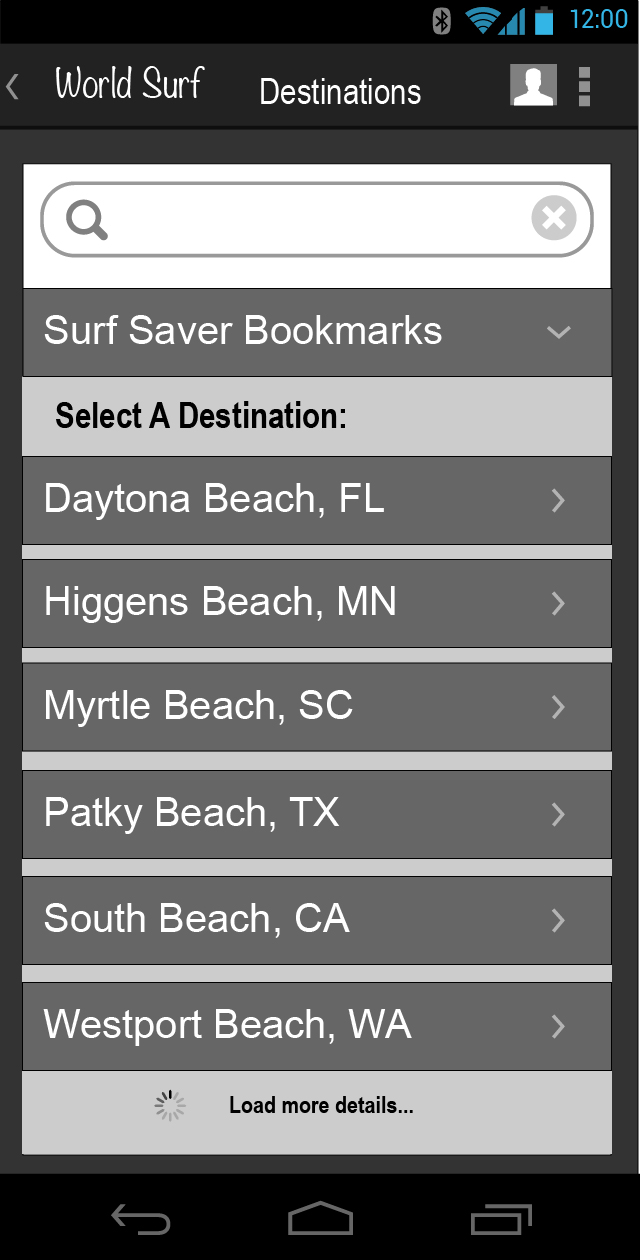 12:00
World Surf Destinations
Surf Saver Bookmarks
Select A Destination:
Daytona Beach, FL
Higgens Beach, MN
Myrtle Beach, SC
Patky Beach, TX
South Beach, CA
Westport Beach, WA
Load more details...